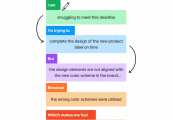 I am
struggling to meet this deadline
I'm trying to
complete the design of the new product
label on time
But
the design elements are not aligned with
the new color scheme in the brand...
Because
the wrong color schemes were utilised
Which makes me feel